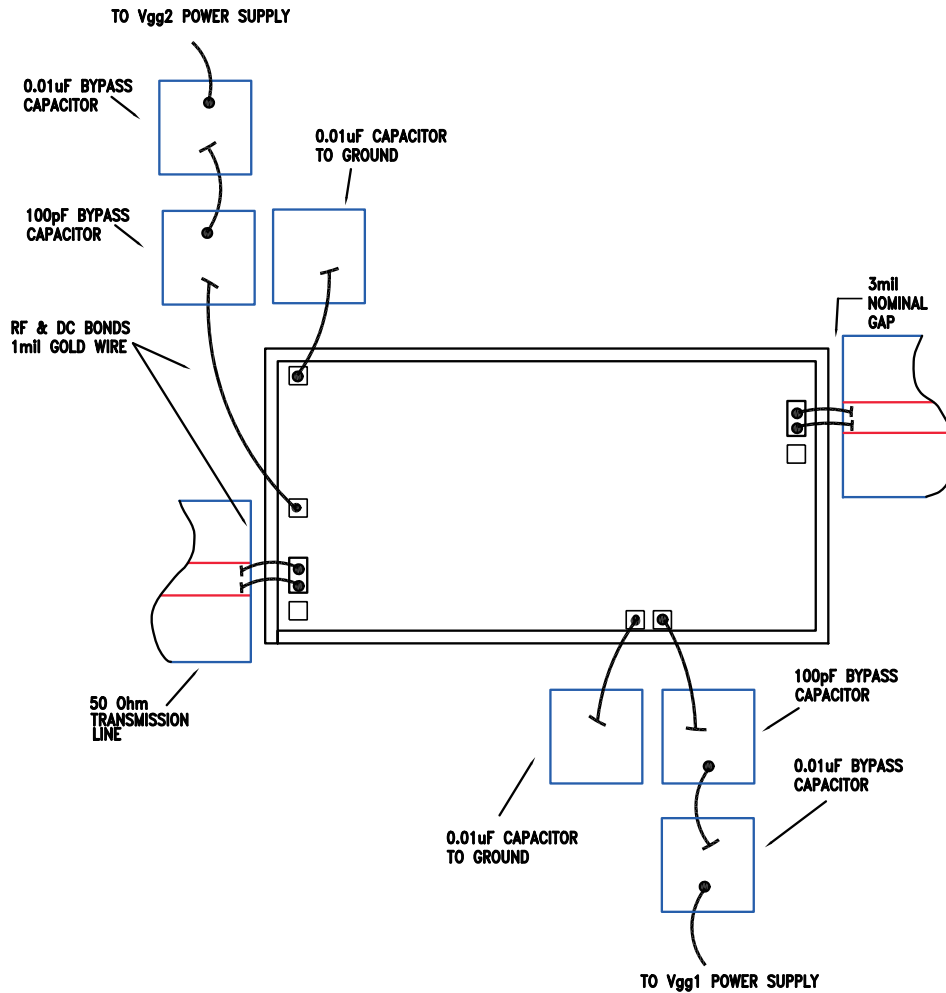 TO Vgg2 POWER SUPPLY
0.01uF BYPASS
CAPACITOR
0.01uF CAPACITOR
TO GROUND
100pF BYPASS
CAPACITOR
3mil
NOMINAL
GAP
RF & DC BONDS
1mil GOLD WIRE
50 Ohm
TRANSMISSION
LINE
100pF BYPASS
CAPACITOR
0.01uF BYPASS
CAPACITOR
0.01uF CAPACITOR
TO GROUND
TO Vgg1 POWER SUPPLY